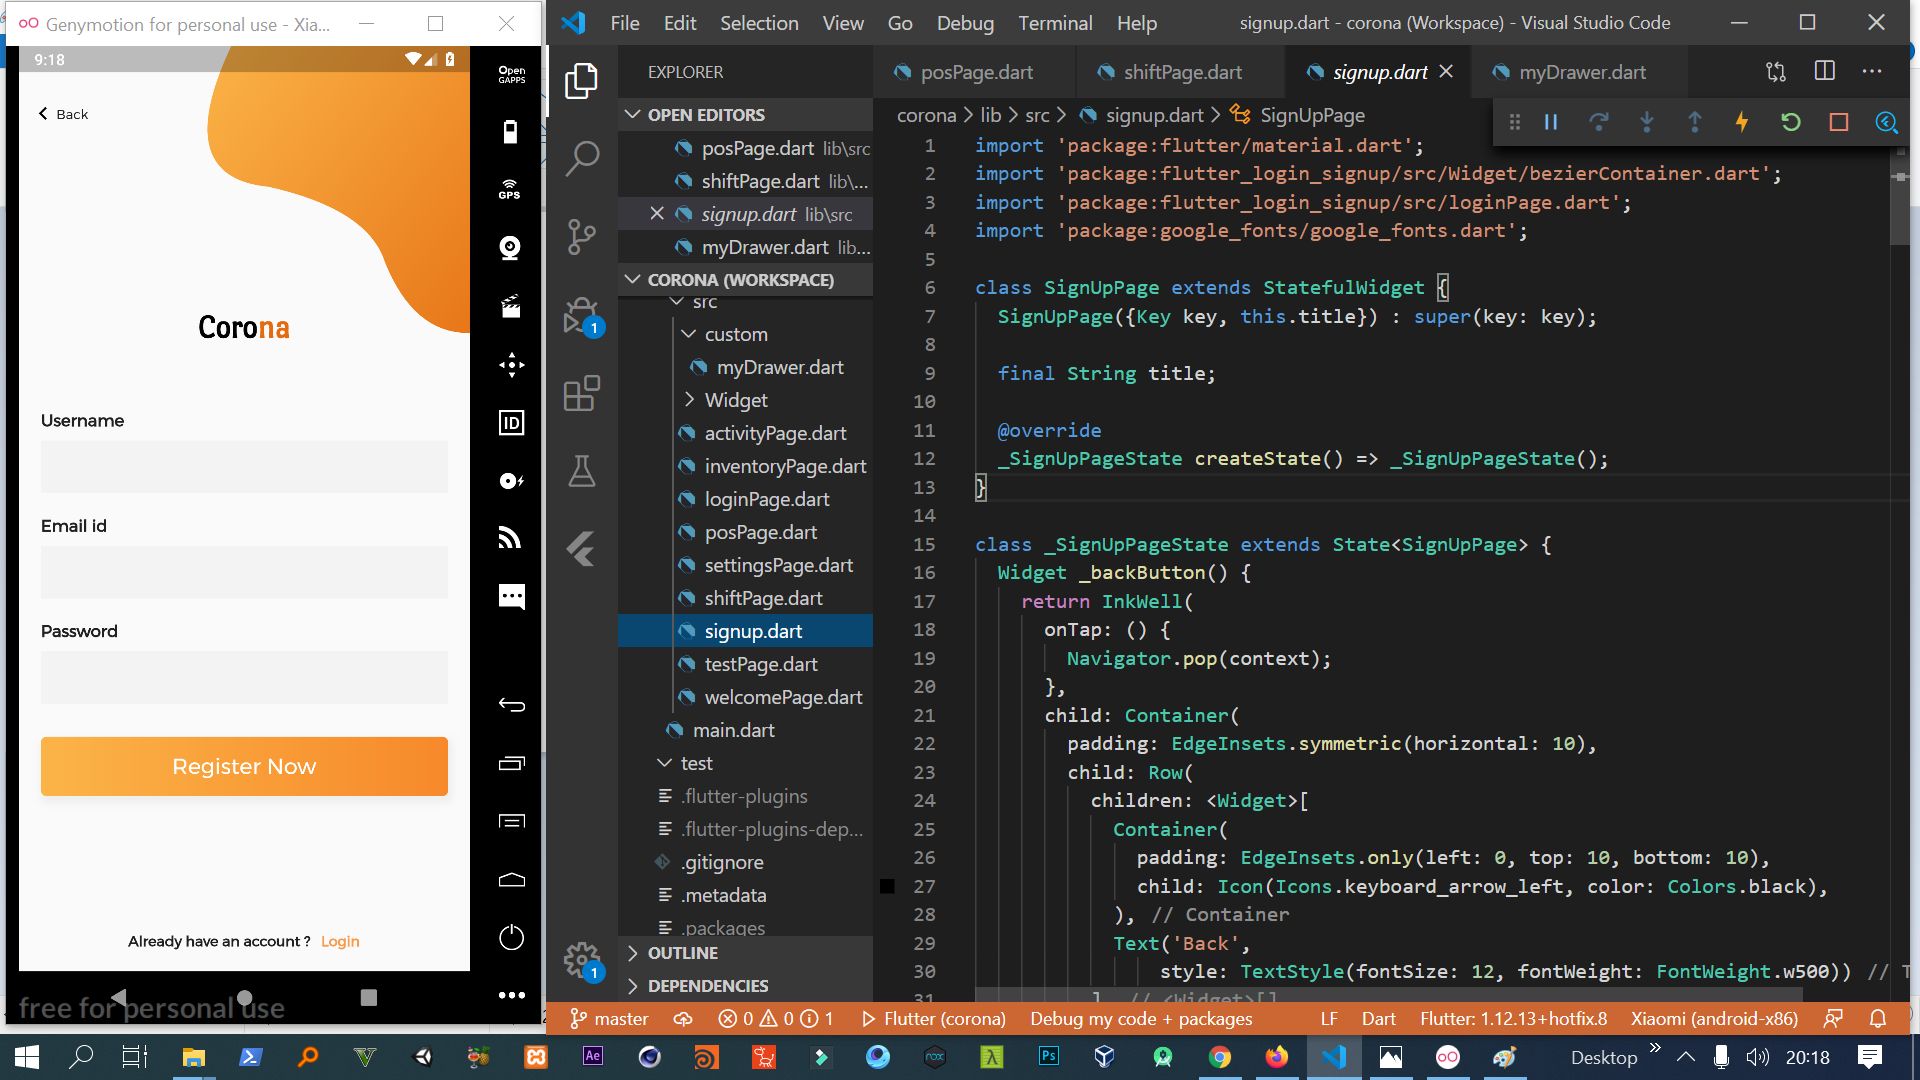 Genymotion for personal use - Xia...
9:18
Back
Corona
Username
Email id
Password
Register Now
Already have an account ? Login
free for personal use
Open
GAPPS
GPS
ID
File Edit Selection View Go Debug Terminal Help
signup.dart - corona (Workspace) - Visual Studio Code
EXPLORER
OPEN EDITORS
posPage.dart lib\src
shiftPage.dart lib\...
signup.dart lib\src
myDrawer.dart lib...
CORONA (WORKSPACE)
src
custom
myDrawer.dart
Widget
activityPage.dart
inventoryPage.dart
loginPage.dart
posPage.dart
settingsPage.dart
shiftPage.dart
signup.dart
testPage.dart
welcomePage.dart
main.dart
test
.flutter-plugins
.flutter-plugins-dep...
.gitignore
.metadata
.packages
OUTLINE
DEPENDENCIES
1
1
posPage.dart shiftPage.dart signup.dart myDrawer.dart
corona > lib > src > signup.dart > SignUpPage
1 import 'package:flutter/material.dart';
2 import 'package:flutter_login_signup/src/Widget/bezierContainer.dart';
3 import 'package:flutter_login_signup/src/loginPage.dart';
4 import 'package:google_fonts/google_fonts.dart';
5
6 class SignUpPage extends StatefulWidget {
7 SignUpPage({Key key, this.title}) : super(key: key);
8
9 final String title;
10
11 @override
12 _SignUpPageState createState() => _SignUpPageState();
13 }
14
15 class _SignUpPageState extends State<SignUpPage> {
16 Widget _backButton() {
17 return InkWell(
18 onTap: () {
19 Navigator.pop(context);
20 },
21 child: Container(
22 padding: EdgeInsets.symmetric(horizontal: 10),
23 child: Row(
24 children: <Widget>[
25 Container(
26 padding: EdgeInsets.only(left: 0, top: 10, bottom: 10),
27 child: Icon(Icons.keyboard_arrow_left, color: Colors.black),
28 ), // Container
29 Text('Back',
30 style: TextStyle(fontSize: 12, fontWeight: FontWeight.w500)) // T
31 ], // <Widget>[]
master 0 0 1 Flutter (corona) Debug my code + packages LF Dart Flutter: 1.12.13+hotfix.8 Xiaomi (android-x86)
Ae Ps Desktop 20:18